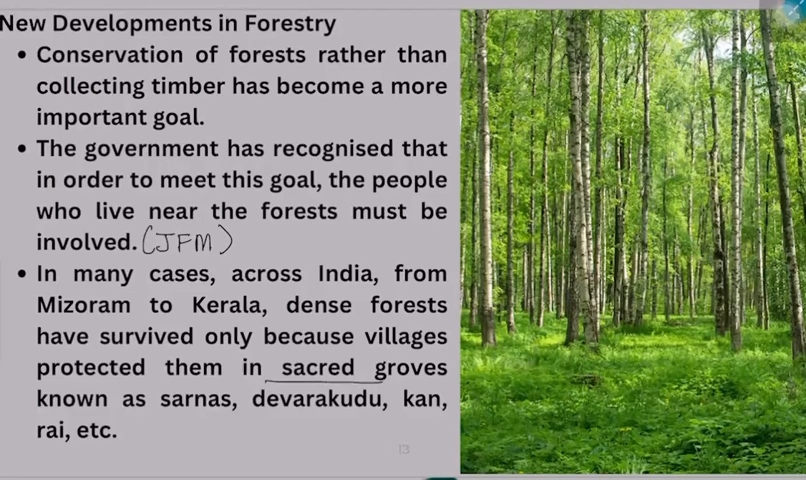 New Developments in Forestry
• Conservation of forests rather than
collecting timber has become a more
important goal.
• The government has recognised that
in order to meet this goal, the people
who live near the forests must be
involved. (JFM)
• In many cases, across India, from
Mizoram to Kerala, dense forests
have survived only because villages
protected them in sacred groves
known as sarnas, devarakudu, kan,
rai, etc.
13